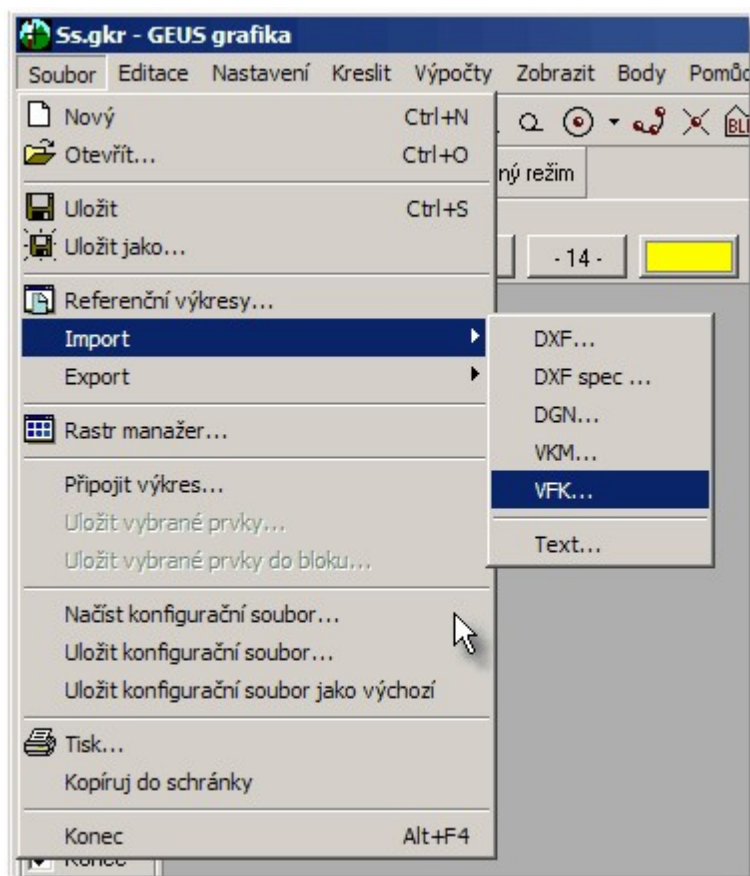 Ss.gkr - GEUS grafika
Soubor Editace Nastavení Kreslit Výpočty Zobrazit Body
Nový Ctrl+N
Otevřít... Ctrl+O
ný režim
Uložit Ctrl+S
Uložit jako...
- 14 -
Referenční výkresy...
Import
Export
DXF...
DXF spec ...
DGN...
VKM...
VFK...
Text...
Rastr manažer...
Připojit výkres...
Uložit vybrané prvky...
Uložit vybrané prvky do bloku...
Načíst konfigurační soubor...
Uložit konfigurační soubor...
Uložit konfigurační soubor jako výchozí
Tisk...
Kopíruj do schránky
Konec Alt+F4